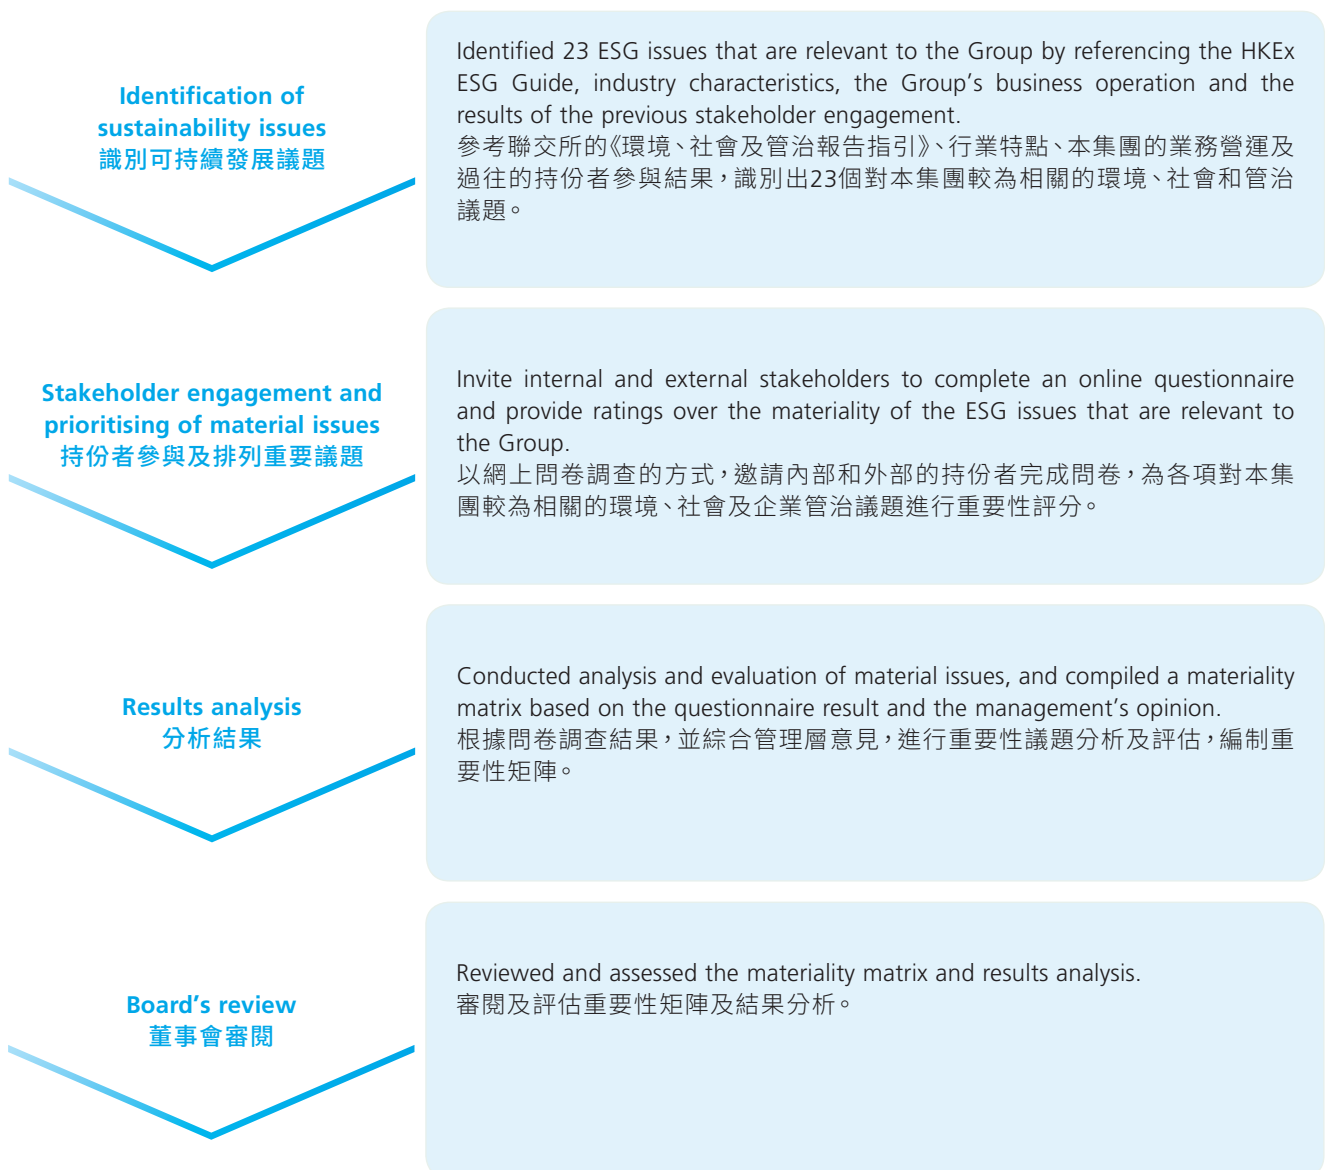 Identification of
sustainability issues
識別可持續發展議題
Identified 23 ESG issues that are relevant to the Group by referencing the HKEx
ESG Guide, industry characteristics, the Group’s business operation and the
results of the previous stakeholder engagement.
參考聯交所的《環境、社會及管治報告指引》、行業特點、本集團的業務營運及
過往的持份者參與結果，識別出23個對本集團較為相關的環境、社會和管治
議題。
Stakeholder engagement and
prioritising of material issues
持份者參與及排列重要議題
Invite internal and external stakeholders to complete an online questionnaire
and provide ratings over the materiality of the ESG issues that are relevant to
the Group.
以網上問卷調查的方式，邀請內部和外部的持份者完成問卷，為各項對本集
團較為相關的環境、社會及企業管治議題進行重要性評分。
Results analysis
分析結果
Conducted analysis and evaluation of material issues, and compiled a materiality
matrix based on the questionnaire result and the management’s opinion.
根據問卷調查結果，並綜合管理層意見，進行重要性議題分析及評估，編制重
要性矩陣。
Board’s review
董事會審閱
Reviewed and assessed the materiality matrix and results analysis.
審閱及評估重要性矩陣及結果分析。